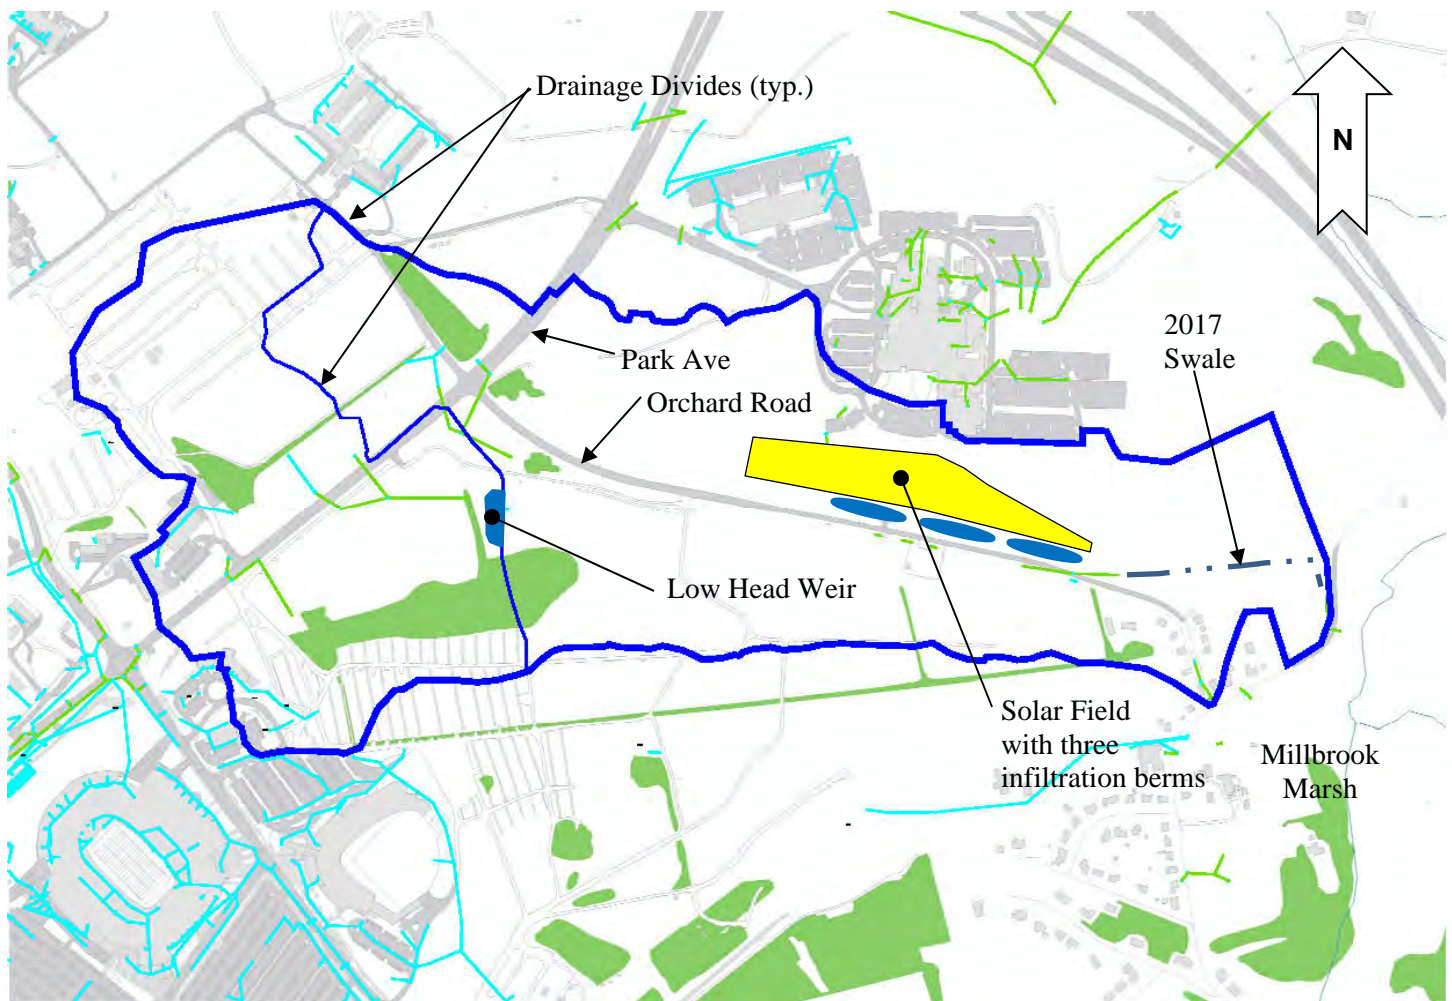 Drainage Divides (typ.)
N
2017
Swale
Park Ave
Orchard Road
Low Head Weir
Solar Field
with three
infiltration berms
Millbrook
Marsh